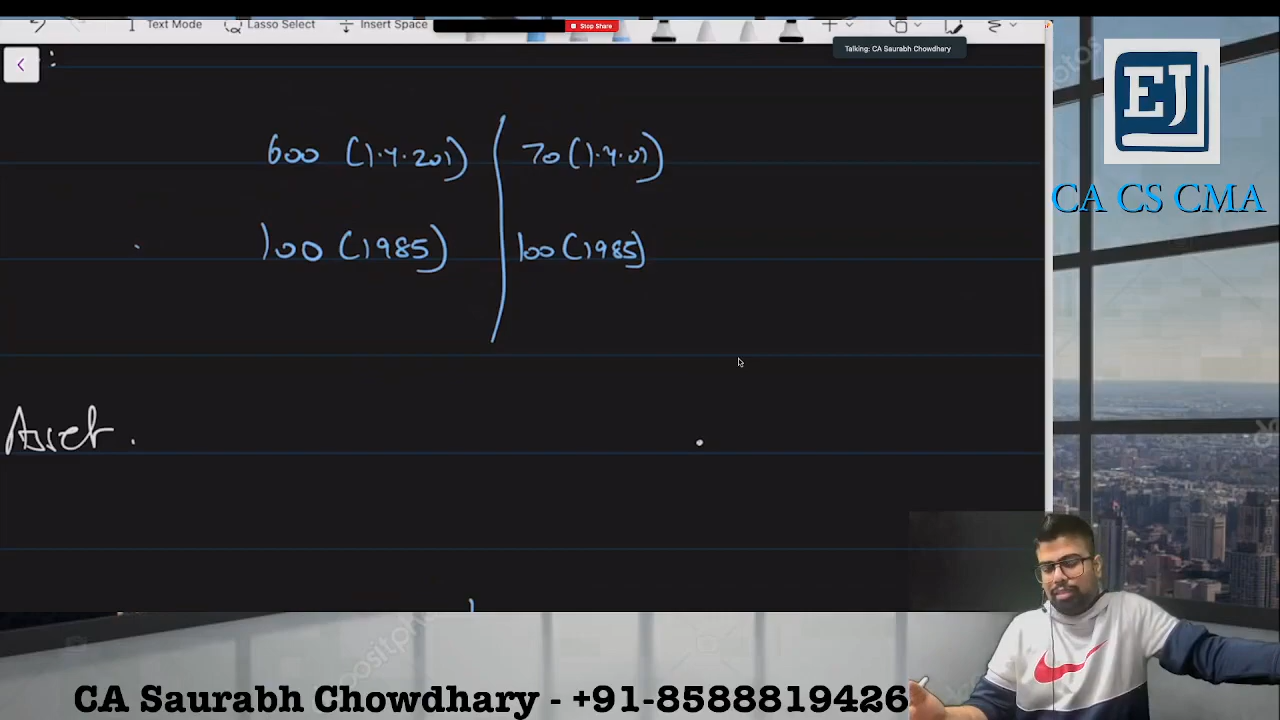 Text Mode Lasso Select Insert Space
Stop Share
Talking: CA Saurabh Chowdhary
EJ
CA CS CMA
600 (1.4.201) 70 (1.4.01)
100 (1985) 100 (1985)
Asset.
CA Saurabh Chowdhary - +91-8588819426